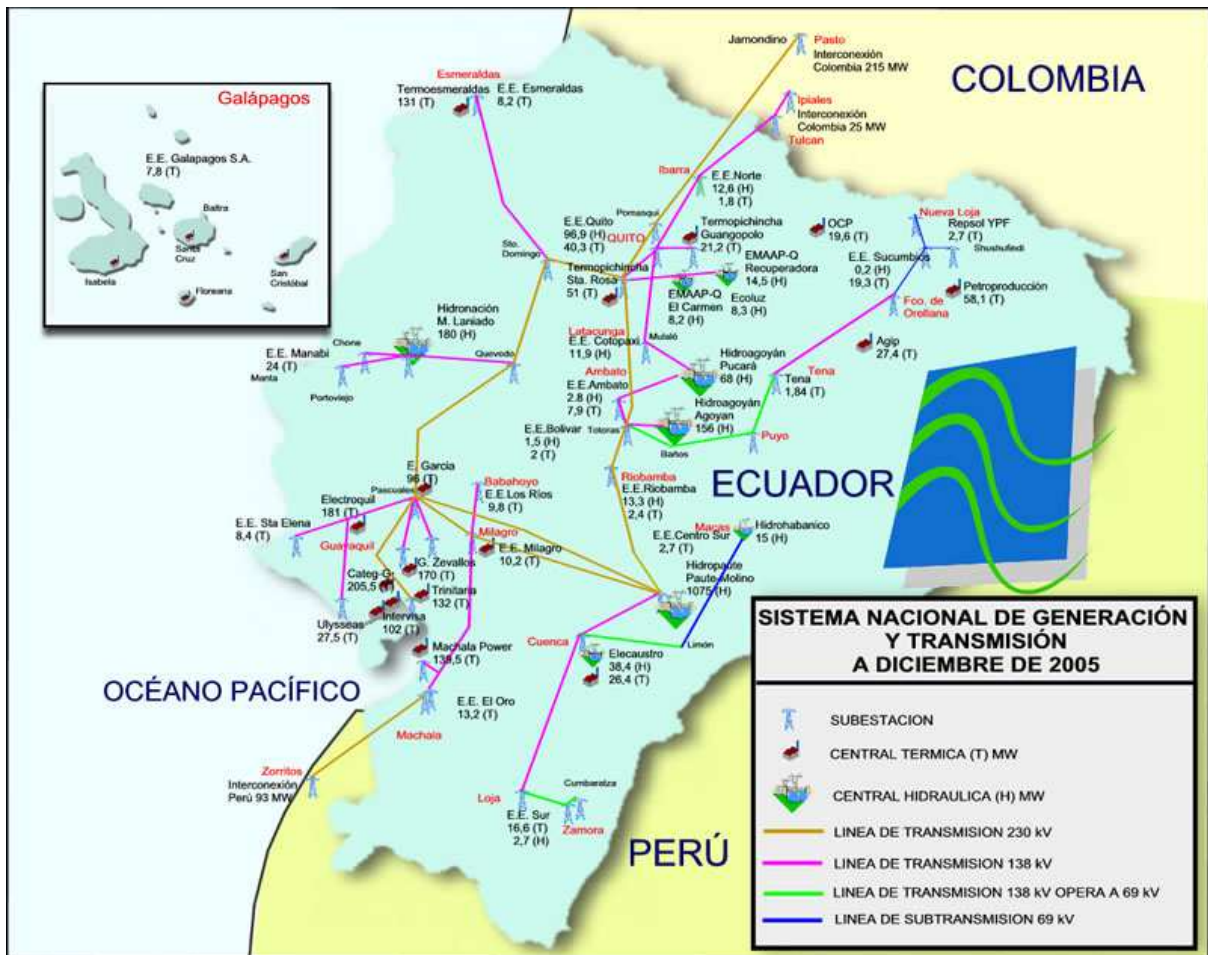 Galápagos
E.E. Galapagos S.A.
7,8 (T)
Baltra
Santa
Cruz
Isabela
San
Cristóbal
Floreana
COLOMBIA
Jamondino
Pasto
Interconexión
Colombia 215 MW
Ipiales
Interconexión
Colombia 25 MW
Tulcan
Esmeraldas
Termoesmeraldas
131 (T)
E.E. Esmeraldas
8,2 (T)
Ibarra
E.E.Norte
12,6 (H)
1,8 (T)
Pomasqui
E.E.Quito
96,9 (H)
40,3 (T)
QUITO
Termopichincha
Guangopolo
21,2 (T)
OCP
19,6 (T)
Nueva Loja
Repsol YPF
2,7 (T)
Shushufindi
E.E. Sucumbios
0,2 (H)
19,3 (T)
Petroproducción
58,1 (T)
Fco. de
Orellana
Agip
27,4 (T)
Sto.
Domingo
Termopichincha
Sta. Rosa
51 (T)
EMAAP-Q
Recuperadora
14,5 (H)
EMAAP-Q
El Carmen
8,2 (H)
Ecoluz
8,3 (H)
Hidronación
M. Laniado
180 (H)
Chone
E.E. Manabi
24 (T)
Manta
Portoviejo
Quevedo
Latacunga
E.E. Cotopaxi
11,9 (H)
Mulaló
Hidroagoyán
Pucará
68 (H)
Ambato
E.E.Ambato
2.8 (H)
7,9 (T)
Tena
1,84 (T)
Tena
Hidroagoyán
Agoyan
156 (H)
Totoras
Baños
Puyo
E.E.Bolivar
1,5 (H)
2 (T)
ECUADOR
Riobamba
E.E.Riobamba
13,3 (H)
2,4 (T)
E. Garcia
96 (T)
Pascuales
Babahoyo
E.E.Los Ríos
9,8 (T)
Electroquil
181 (T)
E.E. Sta Elena
8,4 (T)
Guayaquil
Milagro
E.E. Milagro
10,2 (T)
G. Zevallos
170 (T)
Categ-G
205,5 (T)
Trinitaria
132 (T)
Intervisa
102 (T)
Ulysseas
27,5 (T)
Macas
Hidrohabanico
15 (H)
E.E.Centro Sur
2,7 (T)
Hidropaute
Paute-Molino
1075 (H)
Limón
Cuenca
Elecaustro
38,4 (H)
26,4 (T)
Machala Power
139,5 (T)
OCÉANO PACÍFICO
E.E. El Oro
13,2 (T)
Machala
Zorritos
Interconexión
Perú 93 MW
Loja
E.E. Sur
16,6 (T)
2,7 (H)
Cumbaratza
Zamora
PERÚ
SISTEMA NACIONAL DE GENERACIÓN
Y TRANSMISIÓN
A DICIEMBRE DE 2005
SUBESTACION
CENTRAL TERMICA (T) MW
CENTRAL HIDRAULICA (H) MW
LINEA DE TRANSMISION 230 kV
LINEA DE TRANSMISION 138 kV
LINEA DE TRANSMISION 138 kV OPERA A 69 kV
LINEA DE SUBTRANSMISION 69 kV